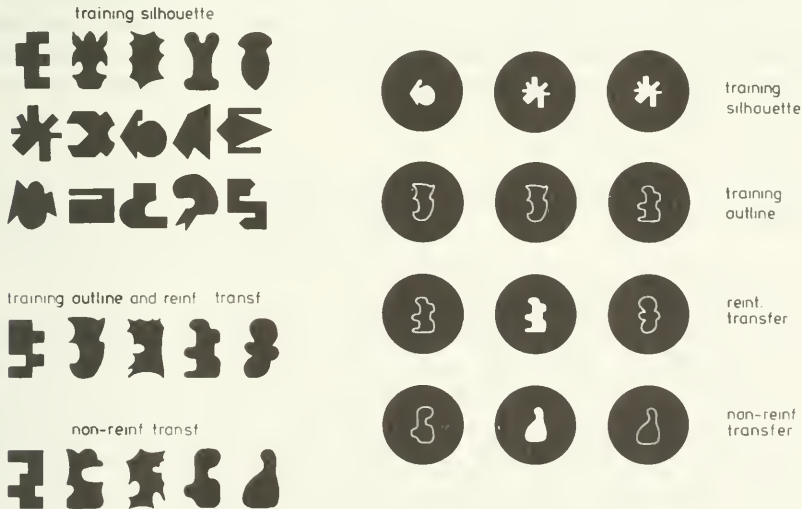 training silhouette
training outline and reinf transf
non-reinf transf
training
silhouette
training
outline
reinf.
transfer
non-reinf
transfer